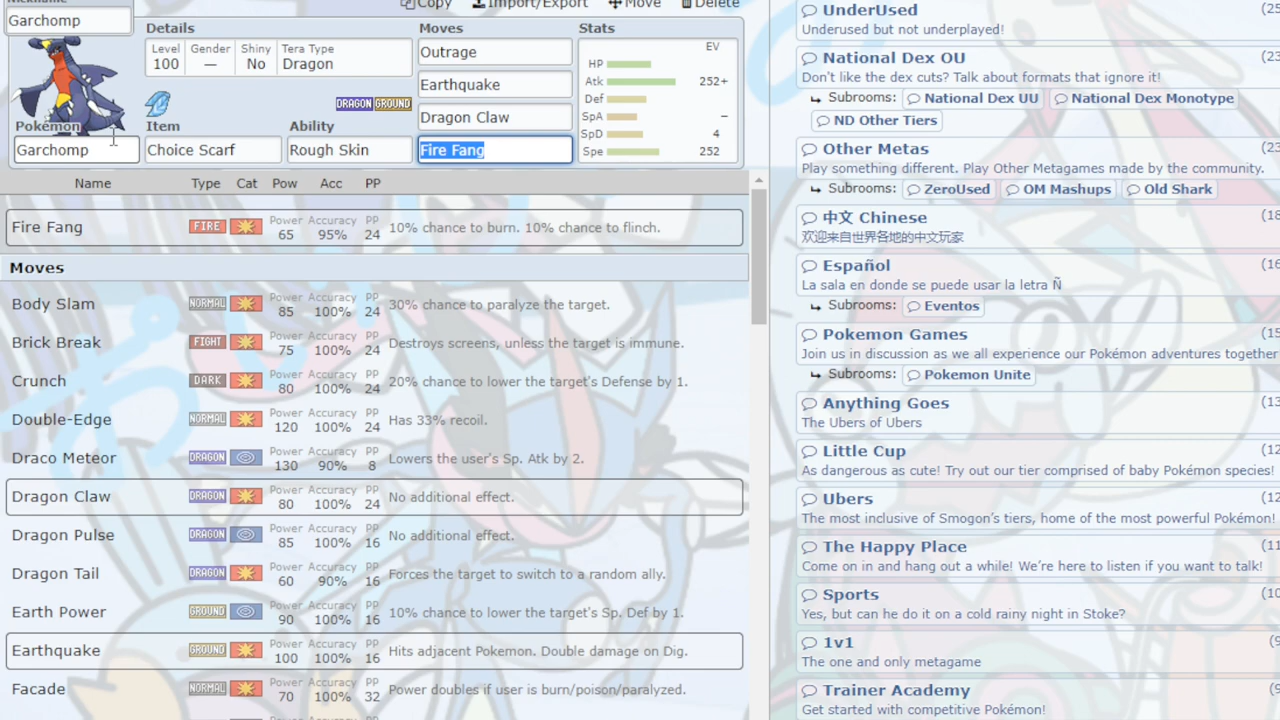 Nickname
Garchomp
Copy Import/Export Move Delete
Details
Level Gender Shiny Tera Type
100 — No Dragon
DRAGON GROUND
Pokémon Item Ability
Garchomp Choice Scarf Rough Skin
Moves
Outrage
Earthquake
Dragon Claw
Fire Fang
Stats
EV
HP
Atk 252+
Def
SpA –
SpD 4
Spe 252
Name Type Cat Pow Acc PP
Fire Fang FIRE Power 65 Accuracy 95% PP 24 10% chance to burn. 10% chance to flinch.
Moves
Body Slam NORMAL Power 85 Accuracy 100% PP 24 30% chance to paralyze the target.
Brick Break FIGHT Power 75 Accuracy 100% PP 24 Destroys screens, unless the target is immune.
Crunch DARK Power 80 Accuracy 100% PP 24 20% chance to lower the target's Defense by 1.
Double-Edge NORMAL Power 120 Accuracy 100% PP 24 Has 33% recoil.
Draco Meteor DRAGON Power 130 Accuracy 90% PP 8 Lowers the user's Sp. Atk by 2.
Dragon Claw DRAGON Power 80 Accuracy 100% PP 24 No additional effect.
Dragon Pulse DRAGON Power 85 Accuracy 100% PP 16 No additional effect.
Dragon Tail DRAGON Power 60 Accuracy 90% PP 16 Forces the target to switch to a random ally.
Earth Power GROUND Power 90 Accuracy 100% PP 16 10% chance to lower the target's Sp. Def by 1.
Earthquake GROUND Power 100 Accuracy 100% PP 16 Hits adjacent Pokemon. Double damage on Dig.
Facade NORMAL Power 70 Accuracy 100% PP 32 Power doubles if user is burn/poison/paralyzed.
UnderUsed (25
Underused but not underplayed!
National Dex OU (23
Don't like the dex cuts? Talk about formats that ignore it!
Subrooms: National Dex UU National Dex Monotype
ND Other Tiers
Other Metas (23
Play something different. Play Other Metagames made by the community.
Subrooms: ZeroUsed OM Mashups Old Shark
中文 Chinese (18
欢迎来自世界各地的中文玩家
Español (16
La sala en donde se puede usar la letra Ñ
Subrooms: Eventos
Pokemon Games (15
Join us in discussion as we all experience our Pokémon adventures together
Subrooms: Pokemon Unite
Anything Goes (13
The Ubers of Ubers
Little Cup (12
As dangerous as cute! Try out our tier comprised of baby Pokémon species!
Ubers (12
The most inclusive of Smogon's tiers, home of the most powerful Pokémon!
The Happy Place (11
Come on in and hang out a while! We're here to listen if you want to talk!
Sports (10
Yes, but can he do it on a cold rainy night in Stoke?
1v1 (9
The one and only metagame
Trainer Academy (9
Get started with competitive Pokémon!